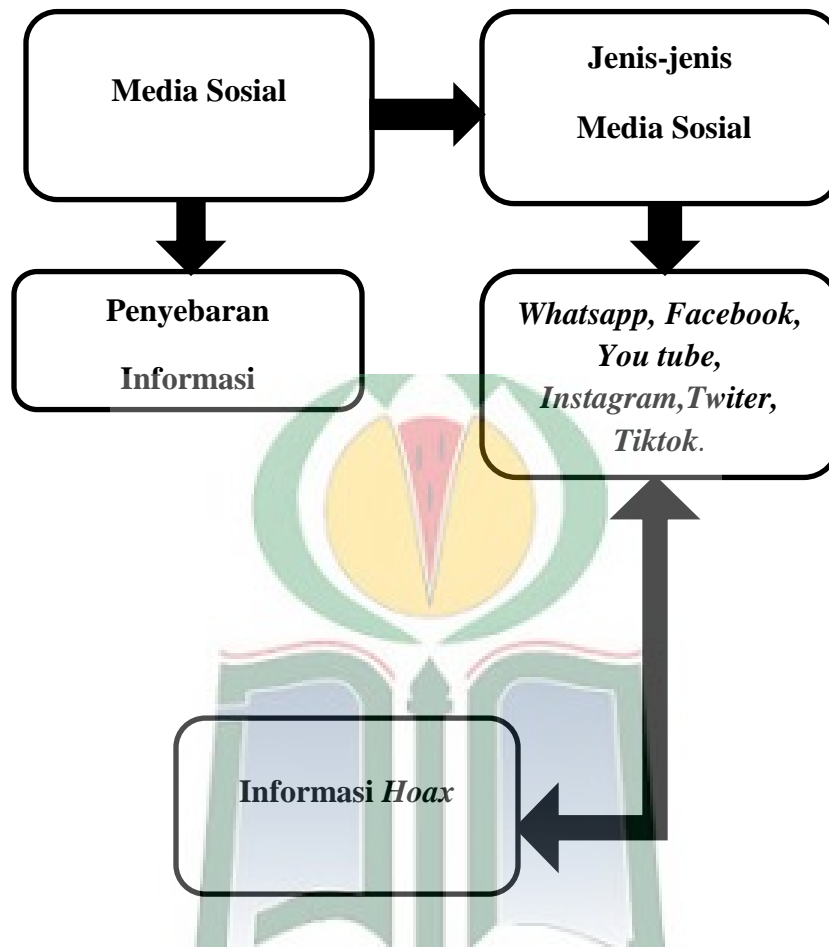 Media Sosial
Jenis-jenis
Media Sosial
Penyebaran
Informasi
Whatsapp, Facebook,
You tube,
Instagram,Twiter,
Tiktok.
Informasi Hoax